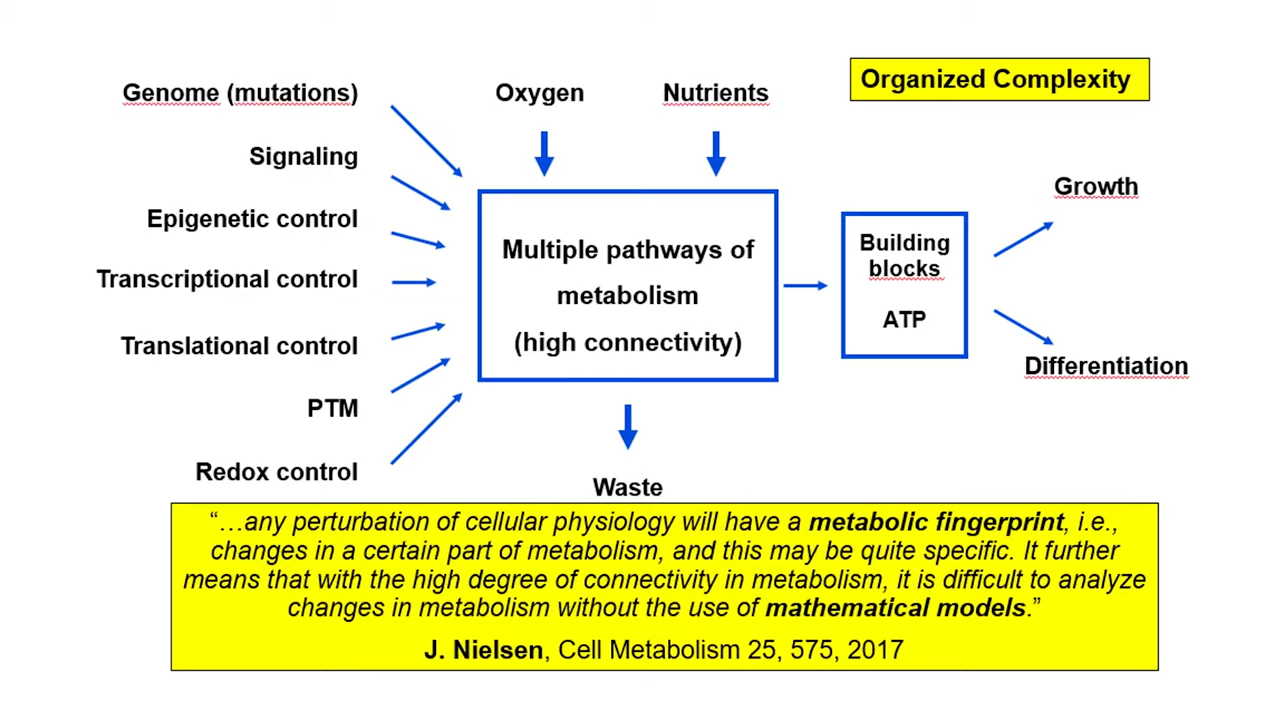 Organized Complexity
Genome (mutations)
Oxygen
Nutrients
Signaling
Epigenetic control
Transcriptional control
Translational control
PTM
Redox control
Multiple pathways of
metabolism
(high connectivity)
Building
blocks
ATP
Growth
Differentiation
Waste
“…any perturbation of cellular physiology will have a metabolic fingerprint, i.e.,
changes in a certain part of metabolism, and this may be quite specific. It further
means that with the high degree of connectivity in metabolism, it is difficult to analyze
changes in metabolism without the use of mathematical models.”
J. Nielsen, Cell Metabolism 25, 575, 2017